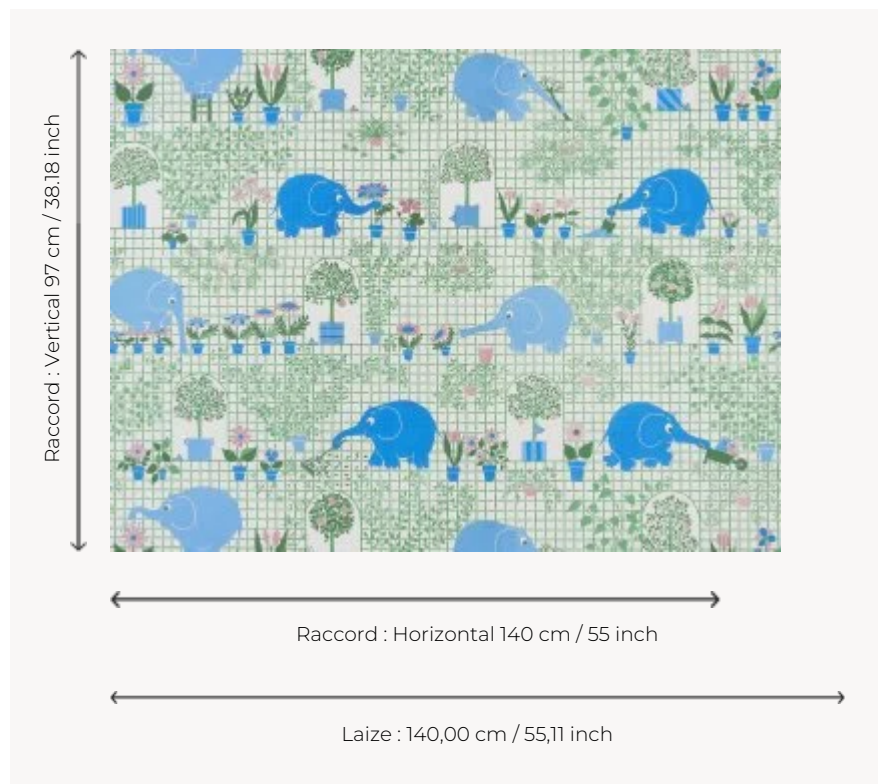 Raccord : Vertical 97 cm / 38.18 inch
Raccord : Horizontal 140 cm / 55 inch
Laize : 140,00 cm / 55,11 inch